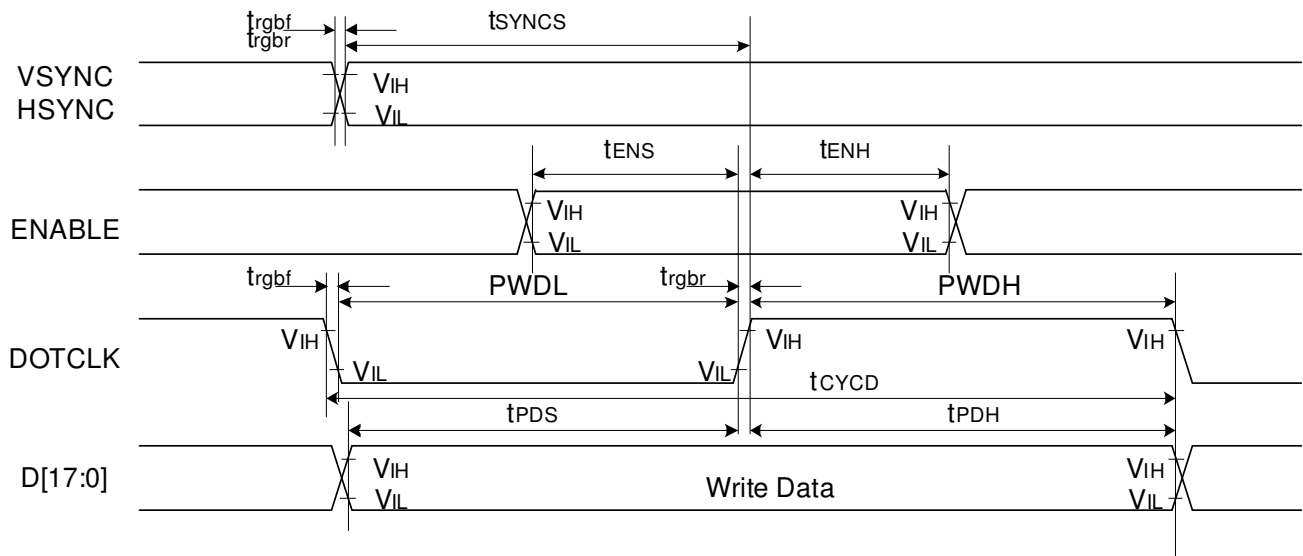 trgbf
trgbr
tSYNCS
VSYNC
HSYNC
VIH
VIL
tENS
tENH
ENABLE
VIH
VIL
VIH
VIL
trgbf
PWDL
trgbr
PWDH
DOTCLK
VIH
VIL
VIL
VIH
VIH
tCYCD
tPDS
tPDH
D[17:0]
VIH
VIL
Write Data
VIH
VIL